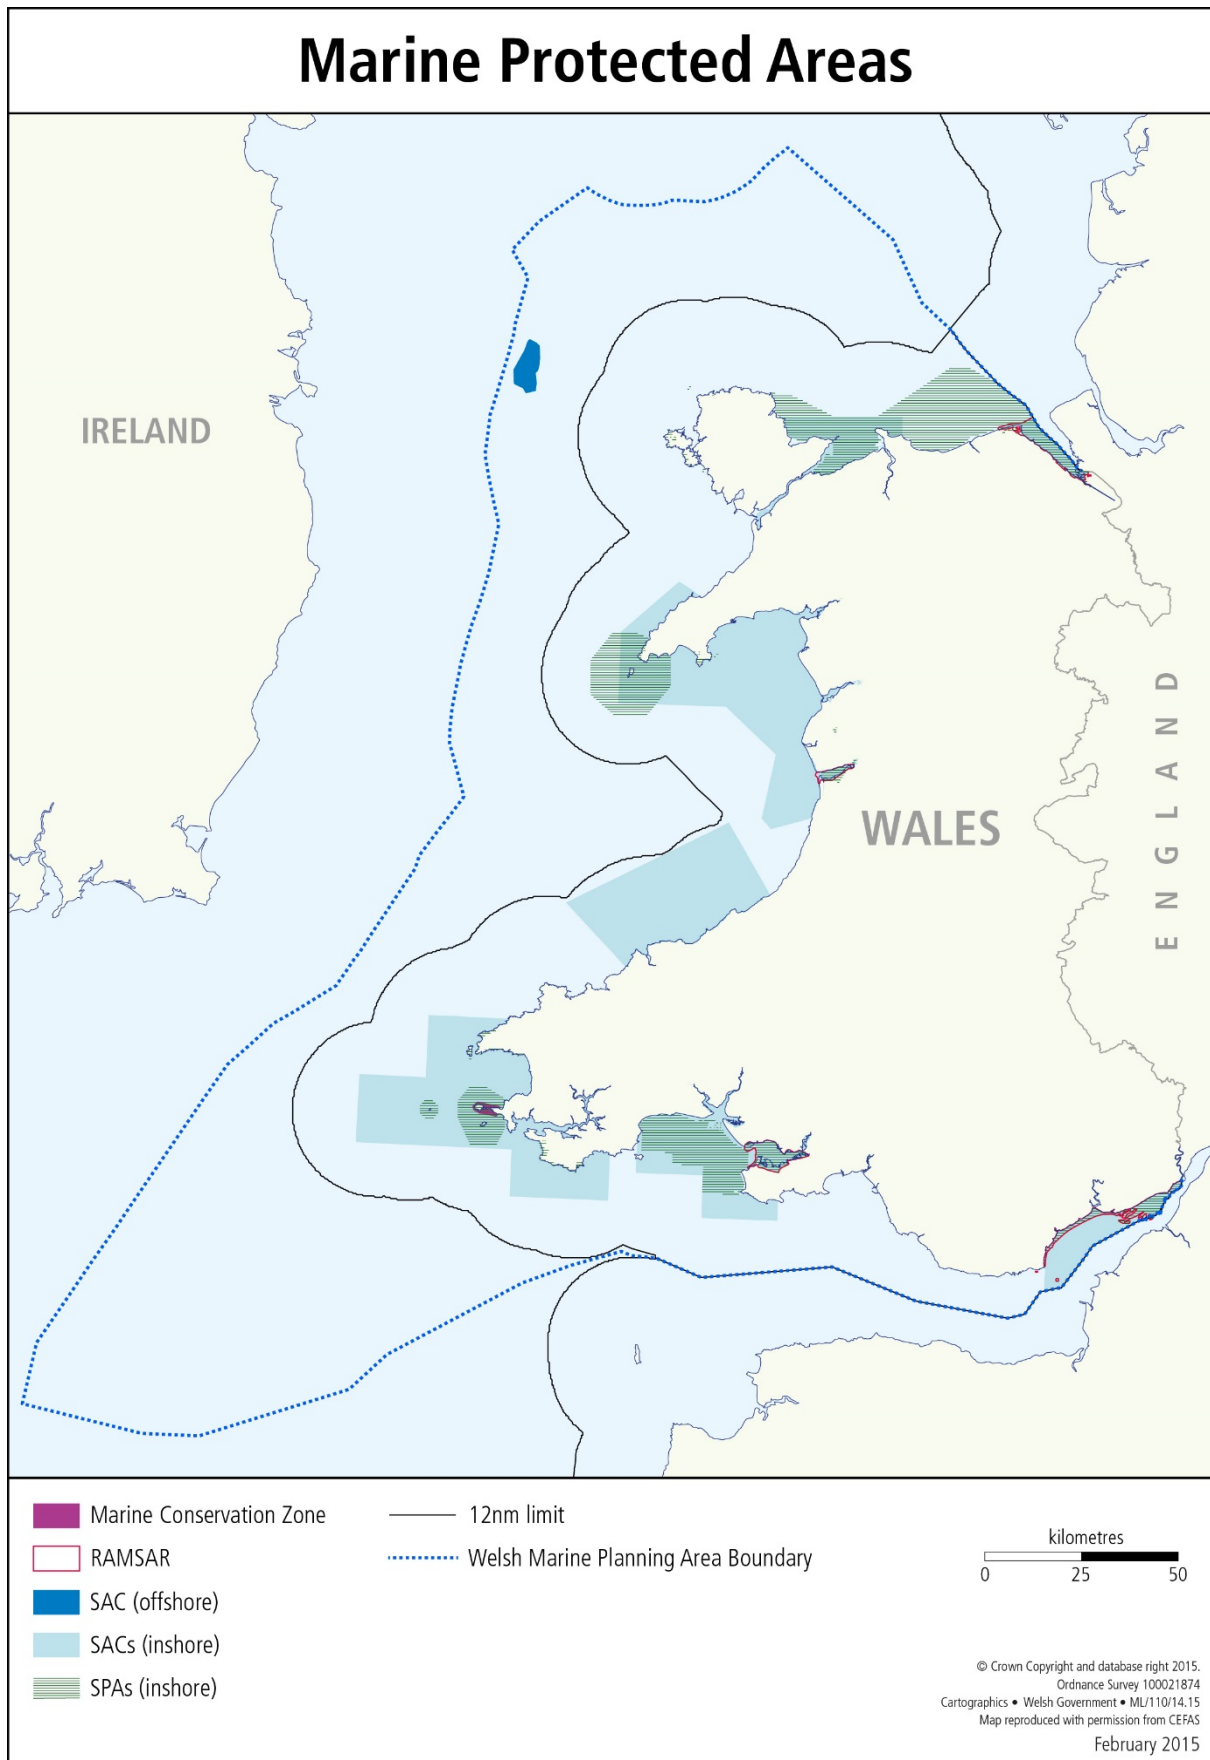 Marine Protected Areas
IRELAND
WALES
ENGLAND
Marine Conservation Zone
RAMSAR
SAC (offshore)
SACs (inshore)
SPAs (inshore)
12nm limit
Welsh Marine Planning Area Boundary
kilometres
0 25 50
© Crown Copyright and database right 2015.
Ordnance Survey 100021874
Cartographics • Welsh Government • ML/110/14.15
Map reproduced with permission from CEFAS
February 2015